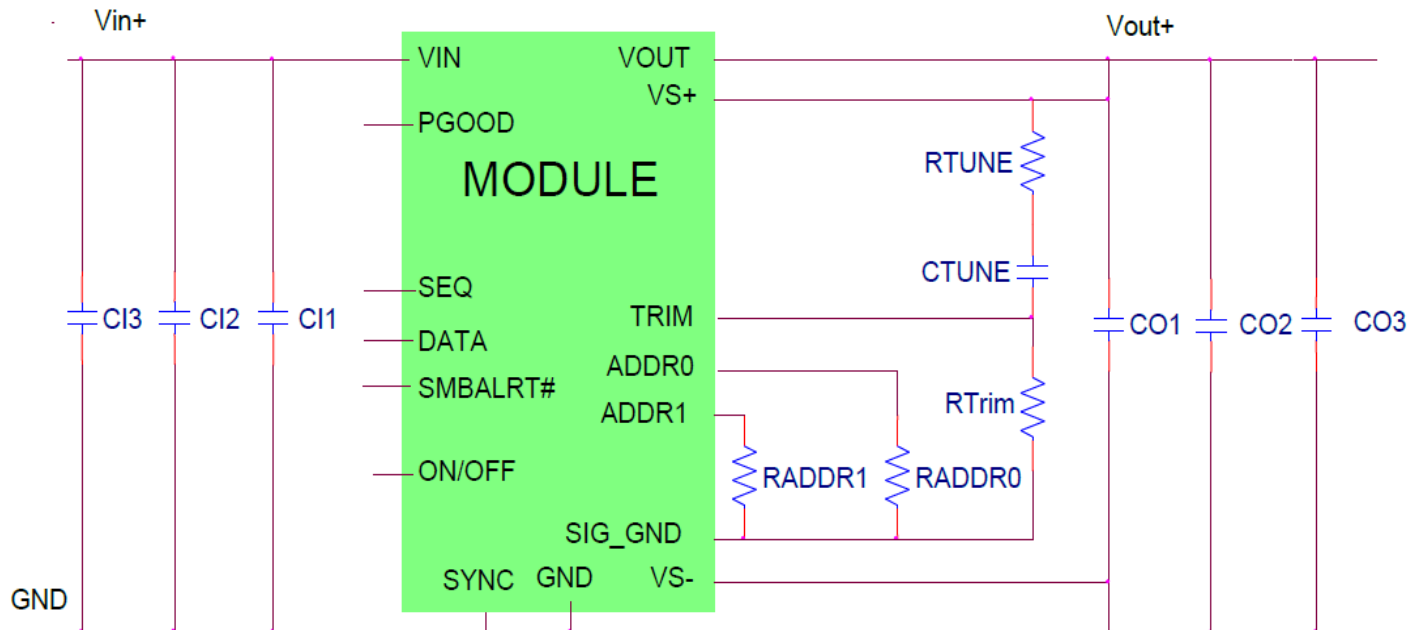 Vin+
Vout+
VIN
VOUT
VS+
PGOOD
MODULE
RTUNE
CTUNE
SEQ
TRIM
CI3
CI2
CI1
DATA
CO1
CO2
CO3
ADDR0
SMBALRT#
RTrim
ADDR1
ON/OFF
RADDR1
RADDR0
SIG_GND
SYNC
GND
VS-
GND